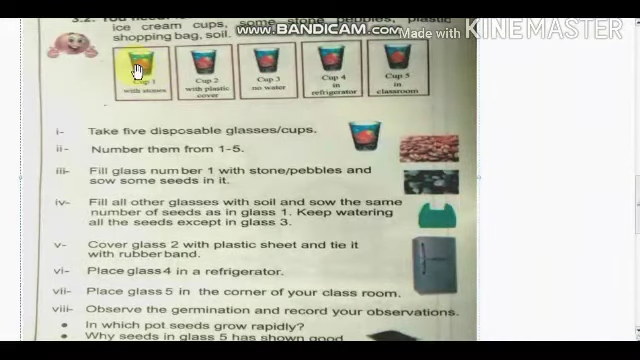 3.2. You need:
www.BANDICAM.COM
Made with KINEMASTER
ice cream cups, some stone pebbles, plastic
shopping bag, soil.
Cup 1
with stones
Cup 2
with plastic
cover
Cup 3
no water
Cup 4
in
refrigerator
Cup 5
in
classroom
i- Take five disposable glasses/cups.
ii- Number them from 1-5.
iii- Fill glass number 1 with stone/pebbles and
sow some seeds in it.
iv- Fill all other glasses with soil and sow the same
number of seeds as in glass 1. Keep watering
all the seeds except in glass 3.
v- Cover glass 2 with plastic sheet and tie it
with rubber band.
vi- Place glass 4 in a refrigerator.
vii- Place glass 5 in the corner of your class room.
viii- Observe the germination and record your observations.
• In which pot seeds grow rapidly?
• Why seeds in glass 5 has shown good